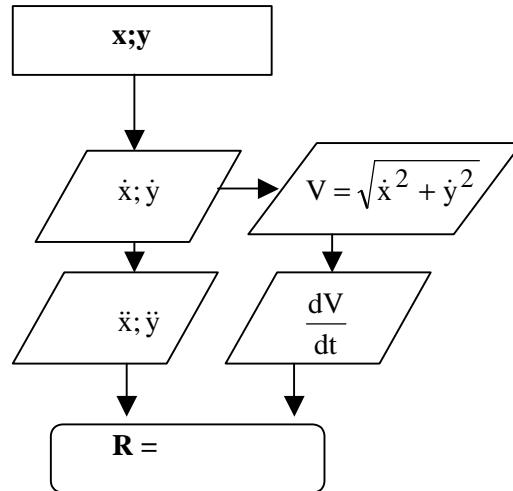 x;y
ẋ; ẏ
V = √(ẋ² + ẏ²)
ẍ; ÿ
dV
dt
R =